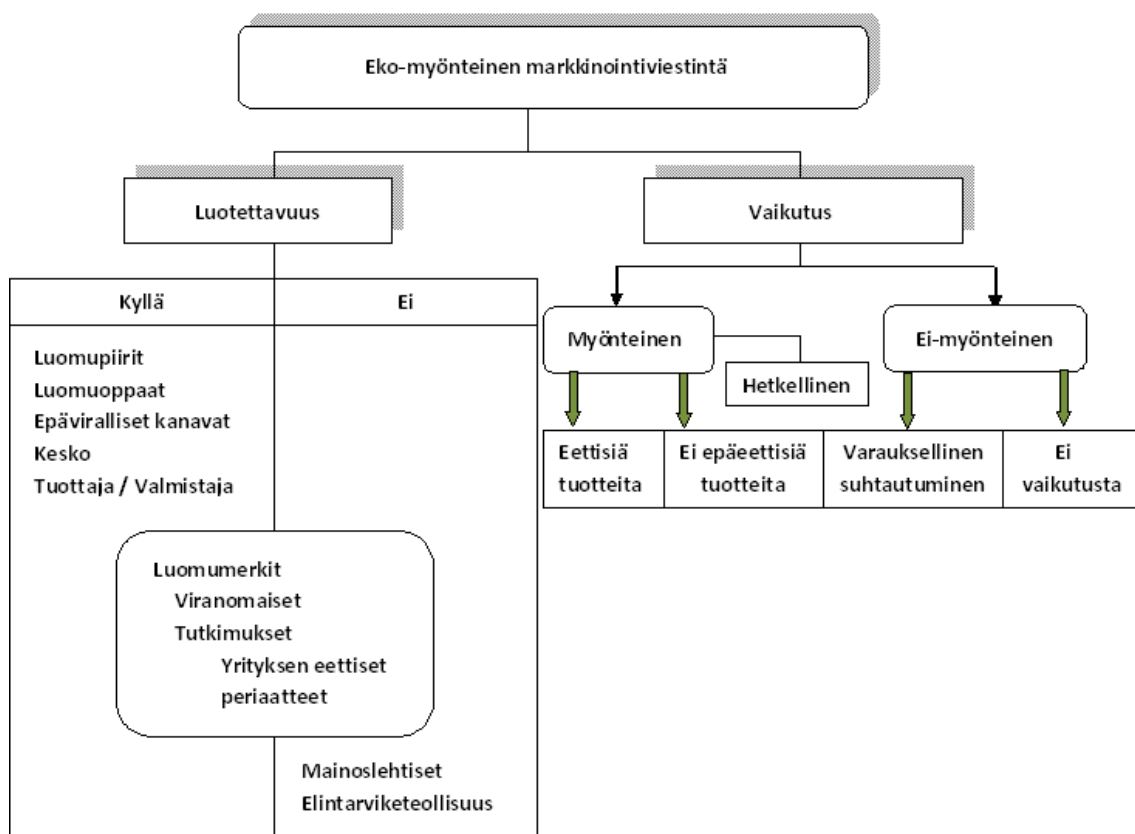 Eko-myönteinen markkinointiviestintä
Luotettavuus
Vaikutus
Kyllä
Ei
Luomupiirit
Luomuoppaat
Epäviralliset kanavat
Kesko
Tuottaja / Valmistaja
Luomumerkit
Viranomaiset
Tutkimukset
Yrityksen eettiset
periaatteet
Mainoslehtiset
Elintarviketeollisuus
Myönteinen
Ei-myönteinen
Hetkellinen
Eettisiä
tuotteita
Ei epäeettisiä
tuotteita
Varauksellinen
suhtautuminen
Ei
vaikutusta